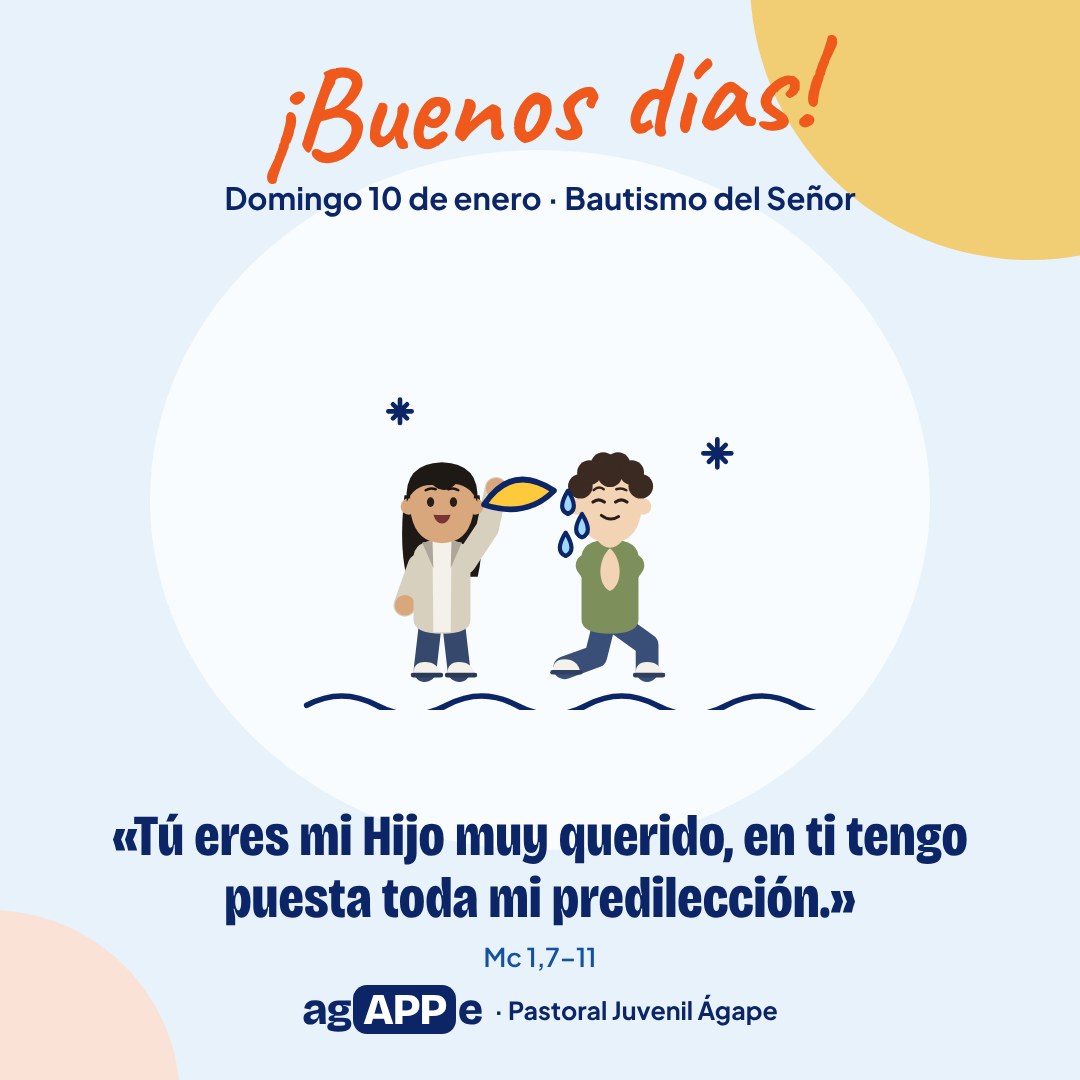 ¡Buenos días!
Domingo 10 de enero · Bautismo del Señor
«Tú eres mi Hijo muy querido, en ti tengo
puesta toda mi predilección.»
Mc 1,7–11
agAPPe · Pastoral Juvenil Ágape